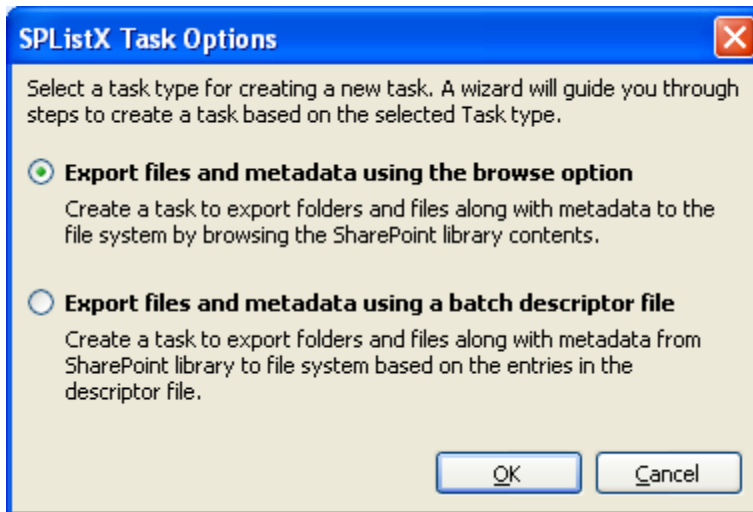 SPListX Task Options
Select a task type for creating a new task. A wizard will guide you through
steps to create a task based on the selected Task type.
Export files and metadata using the browse option
Create a task to export folders and files along with metadata to the
file system by browsing the SharePoint library contents.
Export files and metadata using a batch descriptor file
Create a task to export folders and files along with metadata from
SharePoint library to file system based on the entries in the
descriptor file.
OK Cancel